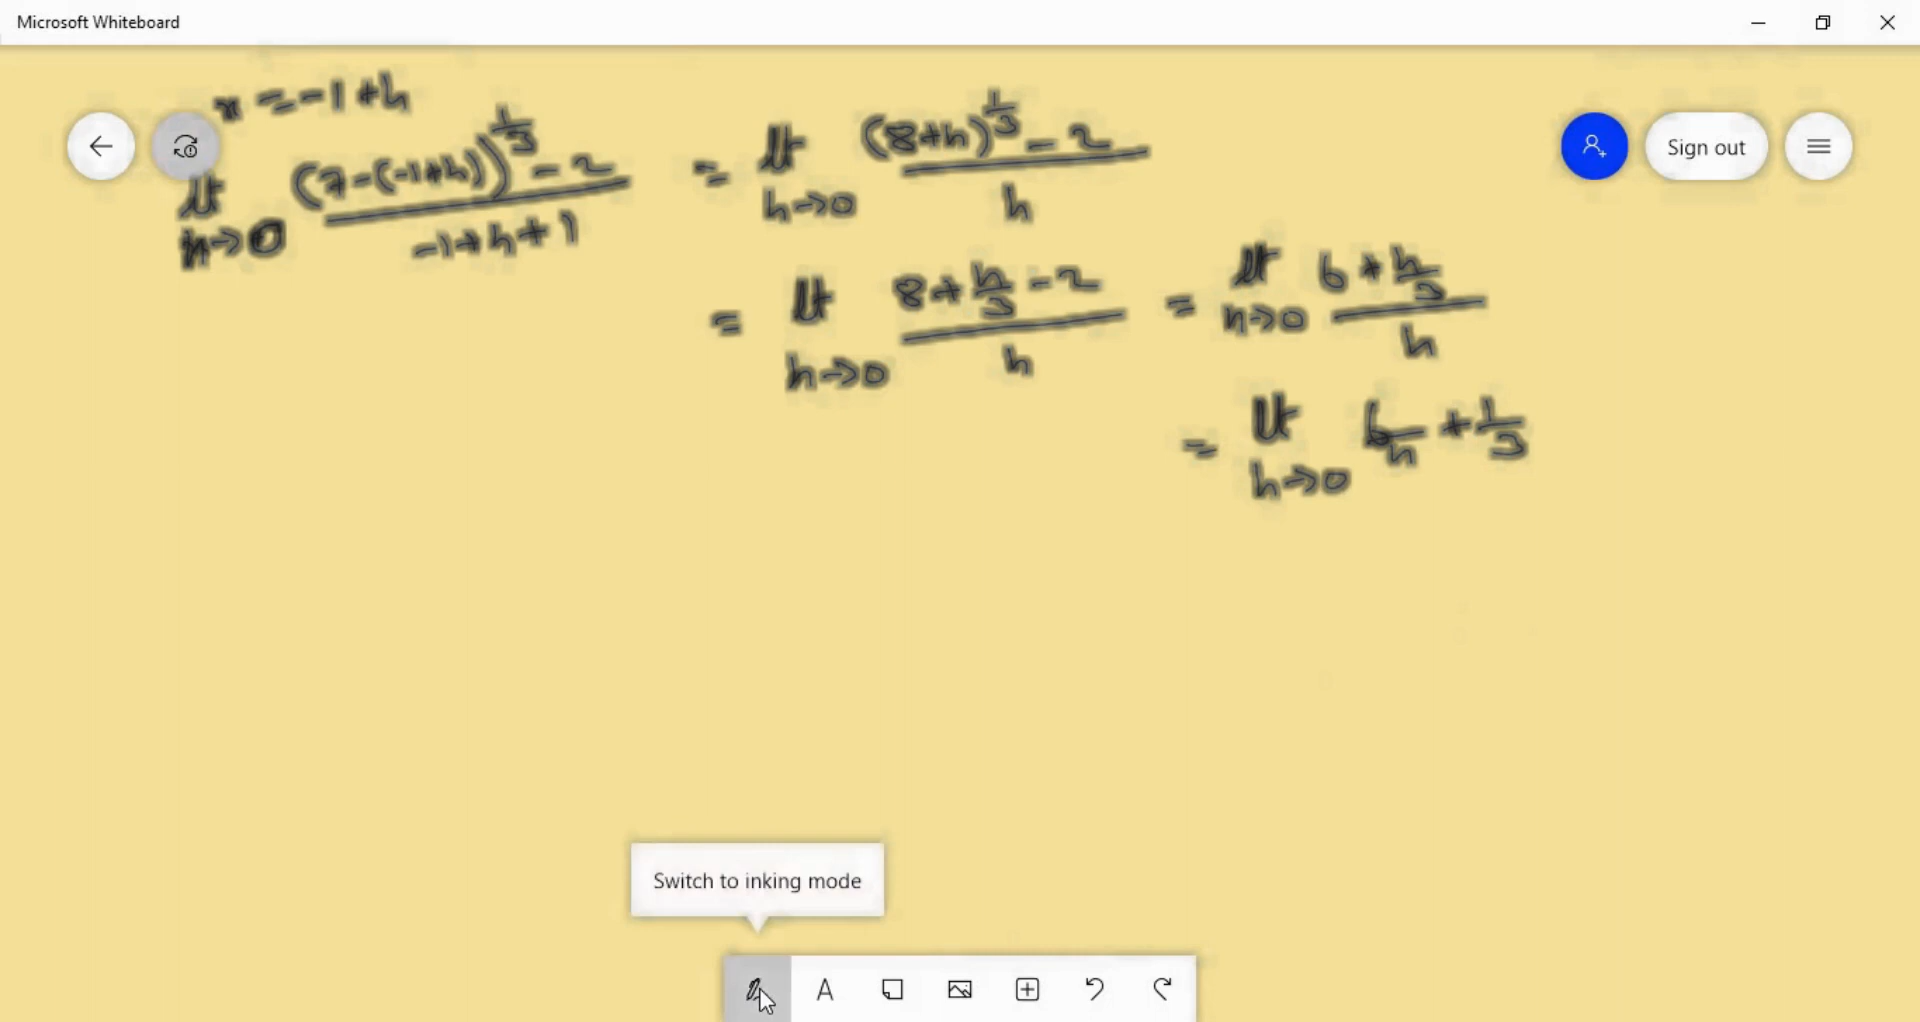 Microsoft Whiteboard
x = -1 + h
lt h→0 ((7-(-1+h))^(1/3) - 2)/(-1+h+1) = lt h→0 ((8+h)^(1/3) - 2)/h
= lt h→0 (8 + h/3 - 2)/h = lt h→0 (6 + h/3)/h
= lt h→0 6/h + 1/3
Sign out
Switch to inking mode
A